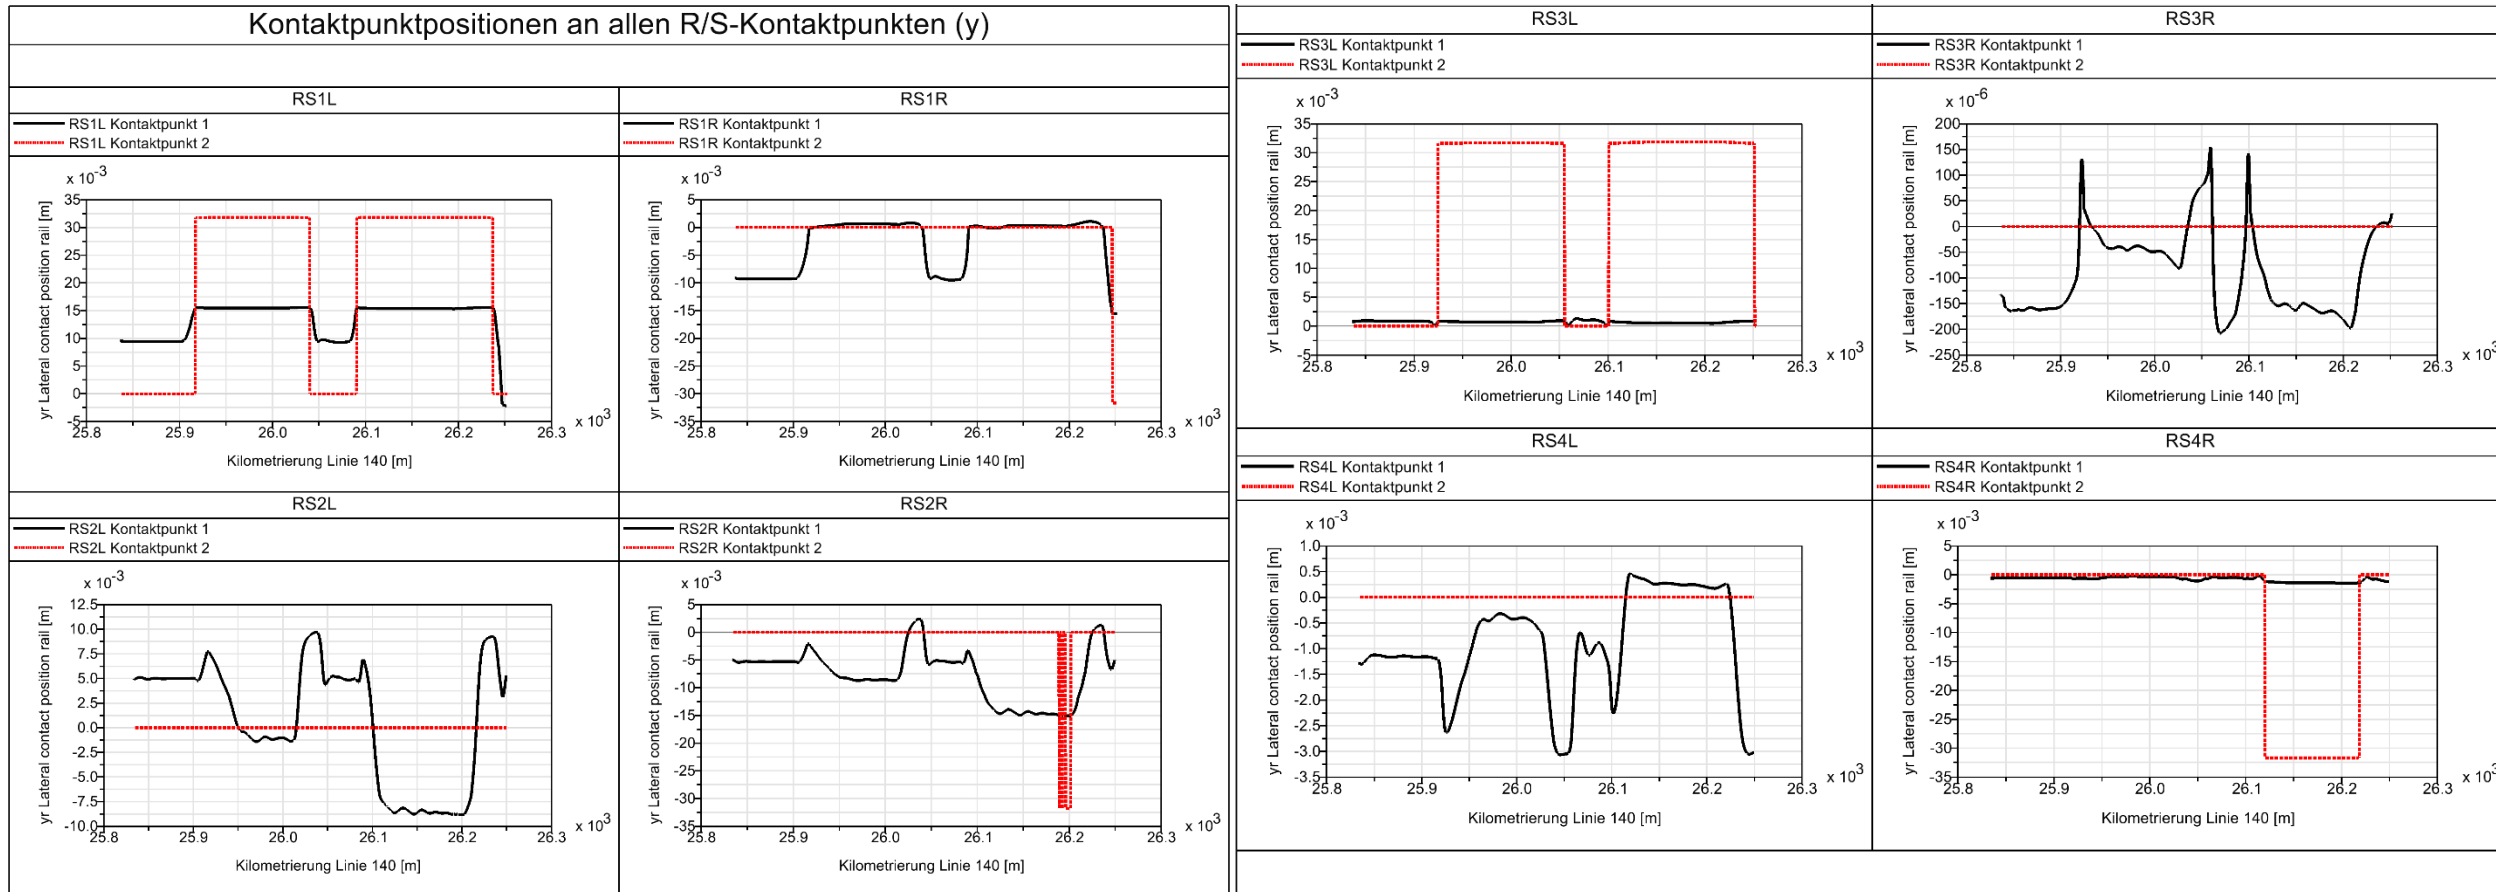 Kontaktpunktpositionen an allen R/S-Kontaktpunkten (y)
RS1L
RS1L Kontaktpunkt 1
RS1L Kontaktpunkt 2
x 10-3
yr Lateral contact position rail [m]
35
30
25
20
15
10
5
0
-5
25.8 25.9 26.0 26.1 26.2 26.3
x 10³
Kilometrierung Linie 140 [m]
RS1R
RS1R Kontaktpunkt 1
RS1R Kontaktpunkt 2
x 10-3
yr Lateral contact position rail [m]
5
0
-5
-10
-15
-20
-25
-30
-35
25.8 25.9 26.0 26.1 26.2 26.3
x 10³
Kilometrierung Linie 140 [m]
RS2L
RS2L Kontaktpunkt 1
RS2L Kontaktpunkt 2
x 10-3
yr Lateral contact position rail [m]
12.5
10.0
7.5
5.0
2.5
0.0
-2.5
-5.0
-7.5
-10.0
25.8 25.9 26.0 26.1 26.2 26.3
x 10³
Kilometrierung Linie 140 [m]
RS2R
RS2R Kontaktpunkt 1
RS2R Kontaktpunkt 2
x 10-3
yr Lateral contact position rail [m]
5
0
-5
-10
-15
-20
-25
-30
-35
25.8 25.9 26.0 26.1 26.2 26.3
x 10³
Kilometrierung Linie 140 [m]
RS3L
RS3L Kontaktpunkt 1
RS3L Kontaktpunkt 2
x 10-3
yr Lateral contact position rail [m]
35
30
25
20
15
10
5
0
-5
25.8 25.9 26.0 26.1 26.2 26.3
x 10³
Kilometrierung Linie 140 [m]
RS3R
RS3R Kontaktpunkt 1
RS3R Kontaktpunkt 2
x 10-6
yr Lateral contact position rail [m]
200
150
100
50
0
-50
-100
-150
-200
-250
25.8 25.9 26.0 26.1 26.2 26.3
x 10³
Kilometrierung Linie 140 [m]
RS4L
RS4L Kontaktpunkt 1
RS4L Kontaktpunkt 2
x 10-3
yr Lateral contact position rail [m]
1.0
0.5
0.0
-0.5
-1.0
-1.5
-2.0
-2.5
-3.0
-3.5
25.8 25.9 26.0 26.1 26.2 26.3
x 10³
Kilometrierung Linie 140 [m]
RS4R
RS4R Kontaktpunkt 1
RS4R Kontaktpunkt 2
x 10-3
yr Lateral contact position rail [m]
5
0
-5
-10
-15
-20
-25
-30
-35
25.8 25.9 26.0 26.1 26.2 26.3
x 10³
Kilometrierung Linie 140 [m]